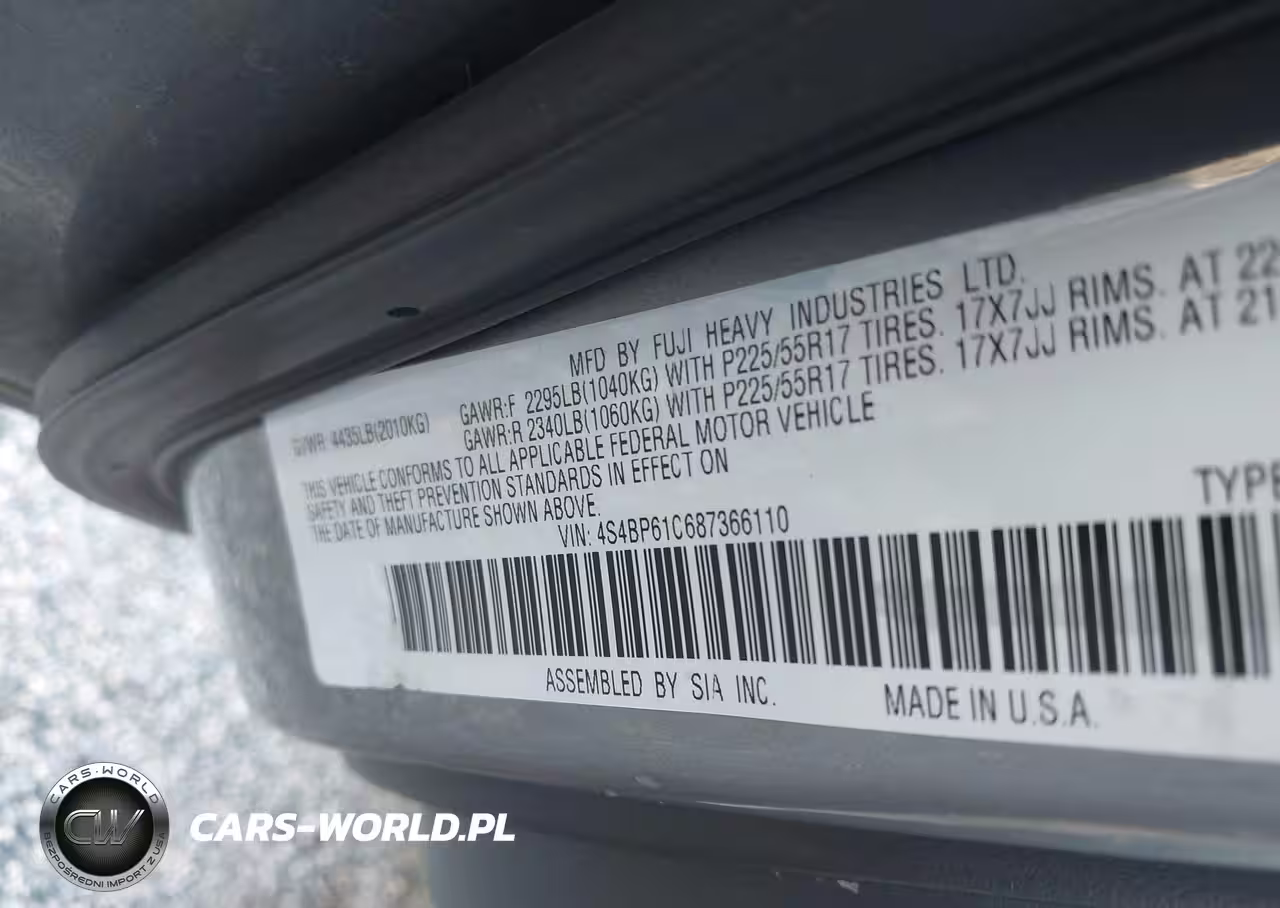 MFD BY FUJI HEAVY INDUSTRIES LTD.
GVWR 4435LB(2010KG)
GAWR:F 2295LB(1040KG) WITH P225/55R17 TIRES. 17X7JJ RIMS. AT 22
GAWR:R 2340LB(1060KG) WITH P225/55R17 TIRES. 17X7JJ RIMS. AT 21
THIS VEHICLE CONFORMS TO ALL APPLICABLE FEDERAL MOTOR VEHICLE
SAFETY AND THEFT PREVENTION STANDARDS IN EFFECT ON
THE DATE OF MANUFACTURE SHOWN ABOVE.
VIN: 4S4BP61C687366110
TYPE
ASSEMBLED BY SIA INC.
MADE IN U.S.A.
CARS-WORLD
CW
BEZPOŚREDNI IMPORT Z USA
CARS-WORLD.PL